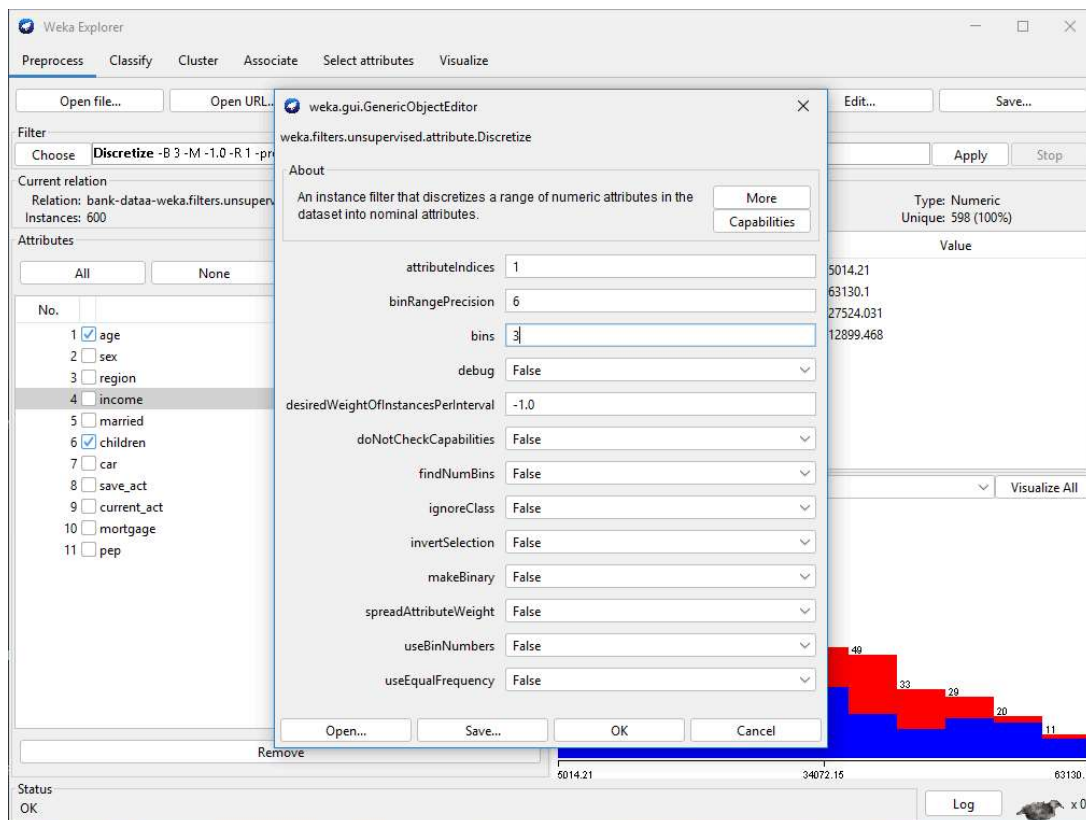 Weka Explorer
Preprocess Classify Cluster Associate Select attributes Visualize
Open file... Open URL... Edit... Save...
Filter
Choose Discretize -B 3 -M -1.0 -R 1 Apply Stop
Current relation
Relation: bank-dataa-weka.filters.unsuperv
Instances: 600
Type: Numeric
Unique: 598 (100%)
Attributes
All None
No.
1 age
2 sex
3 region
4 income
5 married
6 children
7 car
8 save_act
9 current_act
10 mortgage
11 pep
Remove
weka.gui.GenericObjectEditor
weka.filters.unsupervised.attribute.Discretize
About
An instance filter that discretizes a range of numeric attributes in the
dataset into nominal attributes.
More
Capabilities
attributeIndices 1
binRangePrecision 6
bins 3
debug False
desiredWeightOfInstancesPerInterval -1.0
doNotCheckCapabilities False
findNumBins False
ignoreClass False
invertSelection False
makeBinary False
spreadAttributeWeight False
useBinNumbers False
useEqualFrequency False
Open... Save... OK Cancel
Value
5014.21
63130.1
27524.031
12899.468
Visualize All
49
33
29
20
11
5014.21 34072.15 63130.
Status
OK
Log x 0